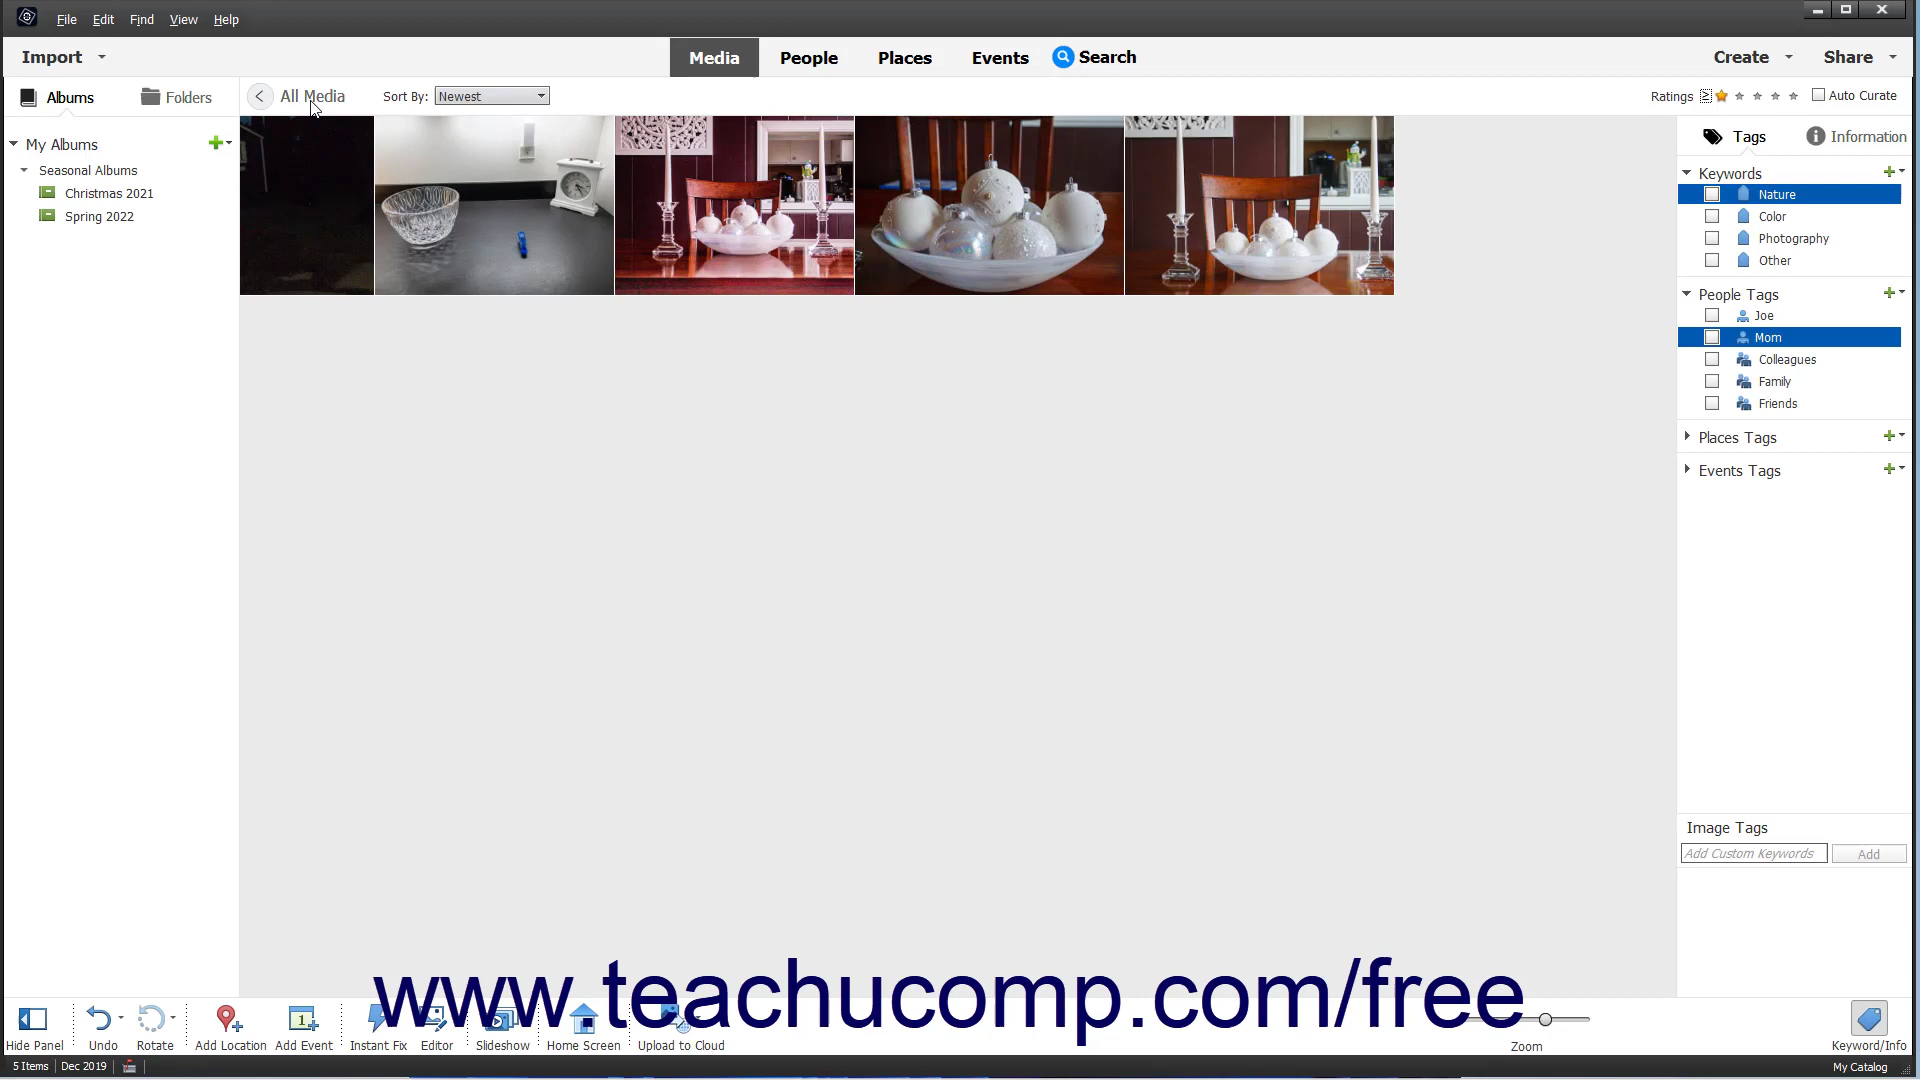 File Edit Find View Help
Import Media People Places Events Search Create Share
Albums Folders All Media Sort By: Newest Ratings Auto Curate
My Albums
Seasonal Albums
Christmas 2021
Spring 2022
Tags Information
Keywords
Nature
Color
Photography
Other
People Tags
Joe
Mom
Colleagues
Family
Friends
Places Tags
Events Tags
Image Tags
Add Custom Keywords Add
www.teachucomp.com/free
Hide Panel Undo Rotate Add Location Add Event Instant Fix Editor Slideshow Home Screen Upload to Cloud Zoom Keyword/Info
5 Items Dec 2019 My Catalog